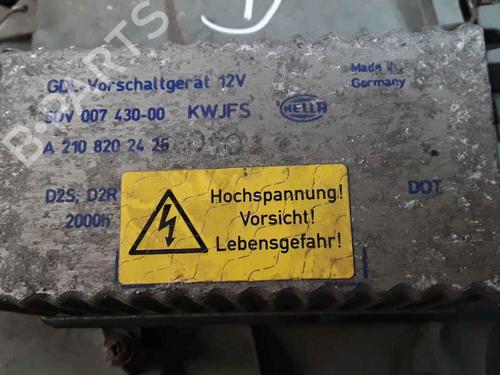 GDL-Vorschaltgerät 12V
5DV 007 430-00 KWJFS
A 210 820 24 26
D2S, D2R
2000h
HELLA
Made in
Germany
DOT
Hochspannung!
Vorsicht!
Lebensgefahr!
B-PARTS